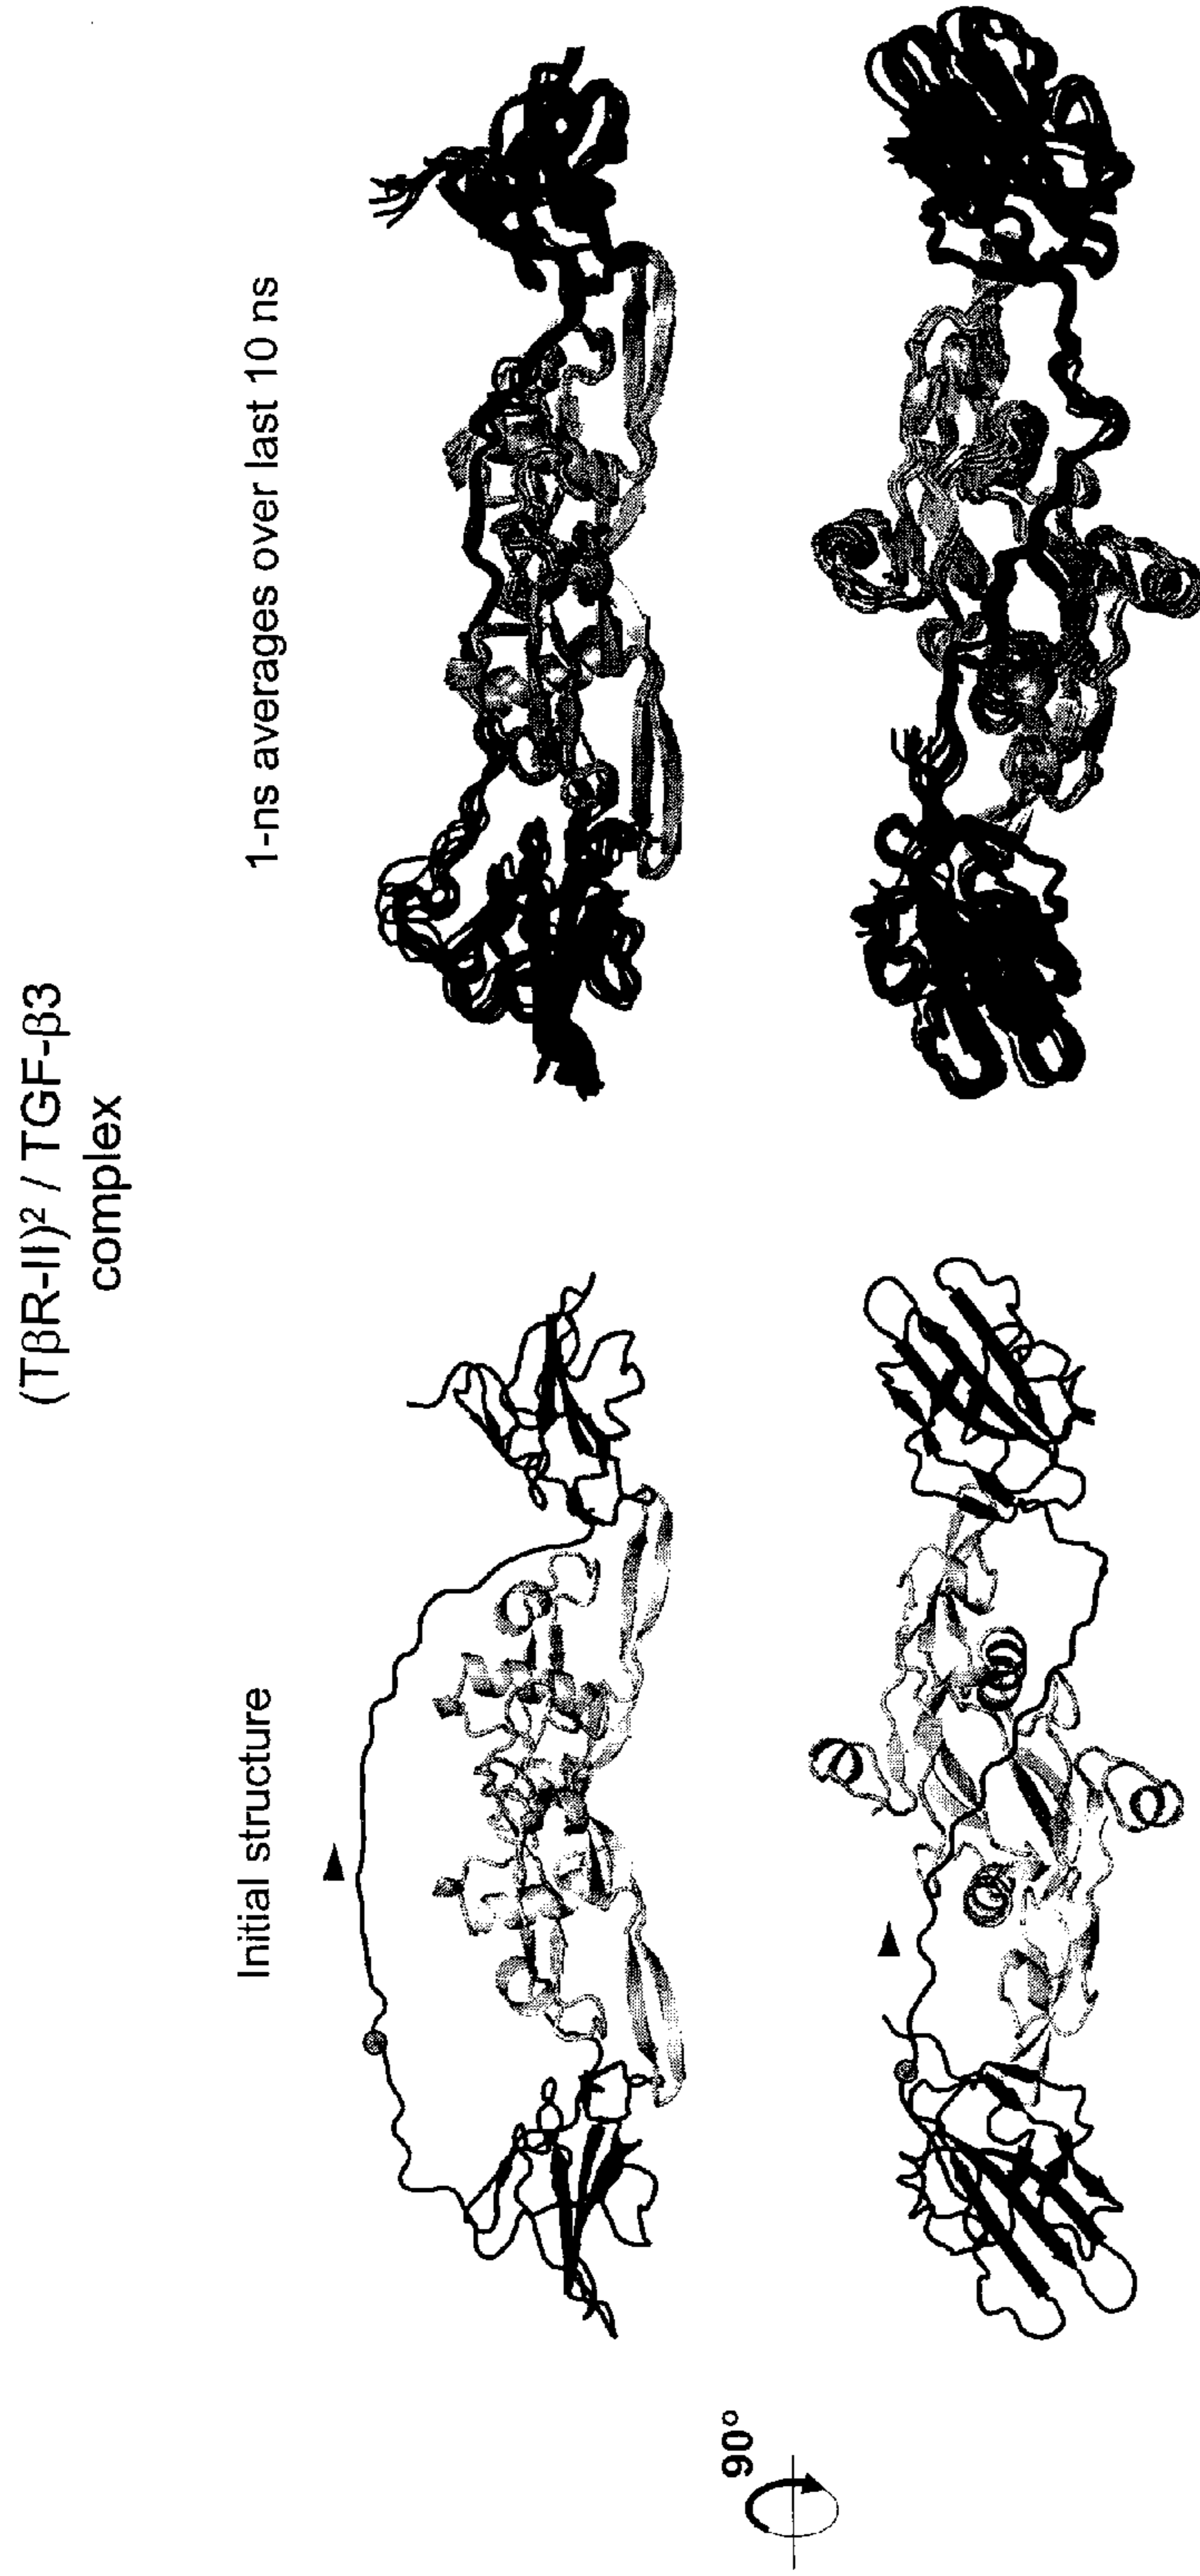 (TβR-II)² / TGF-β3
complex
Initial structure
1-ns averages over last 10 ns
90°